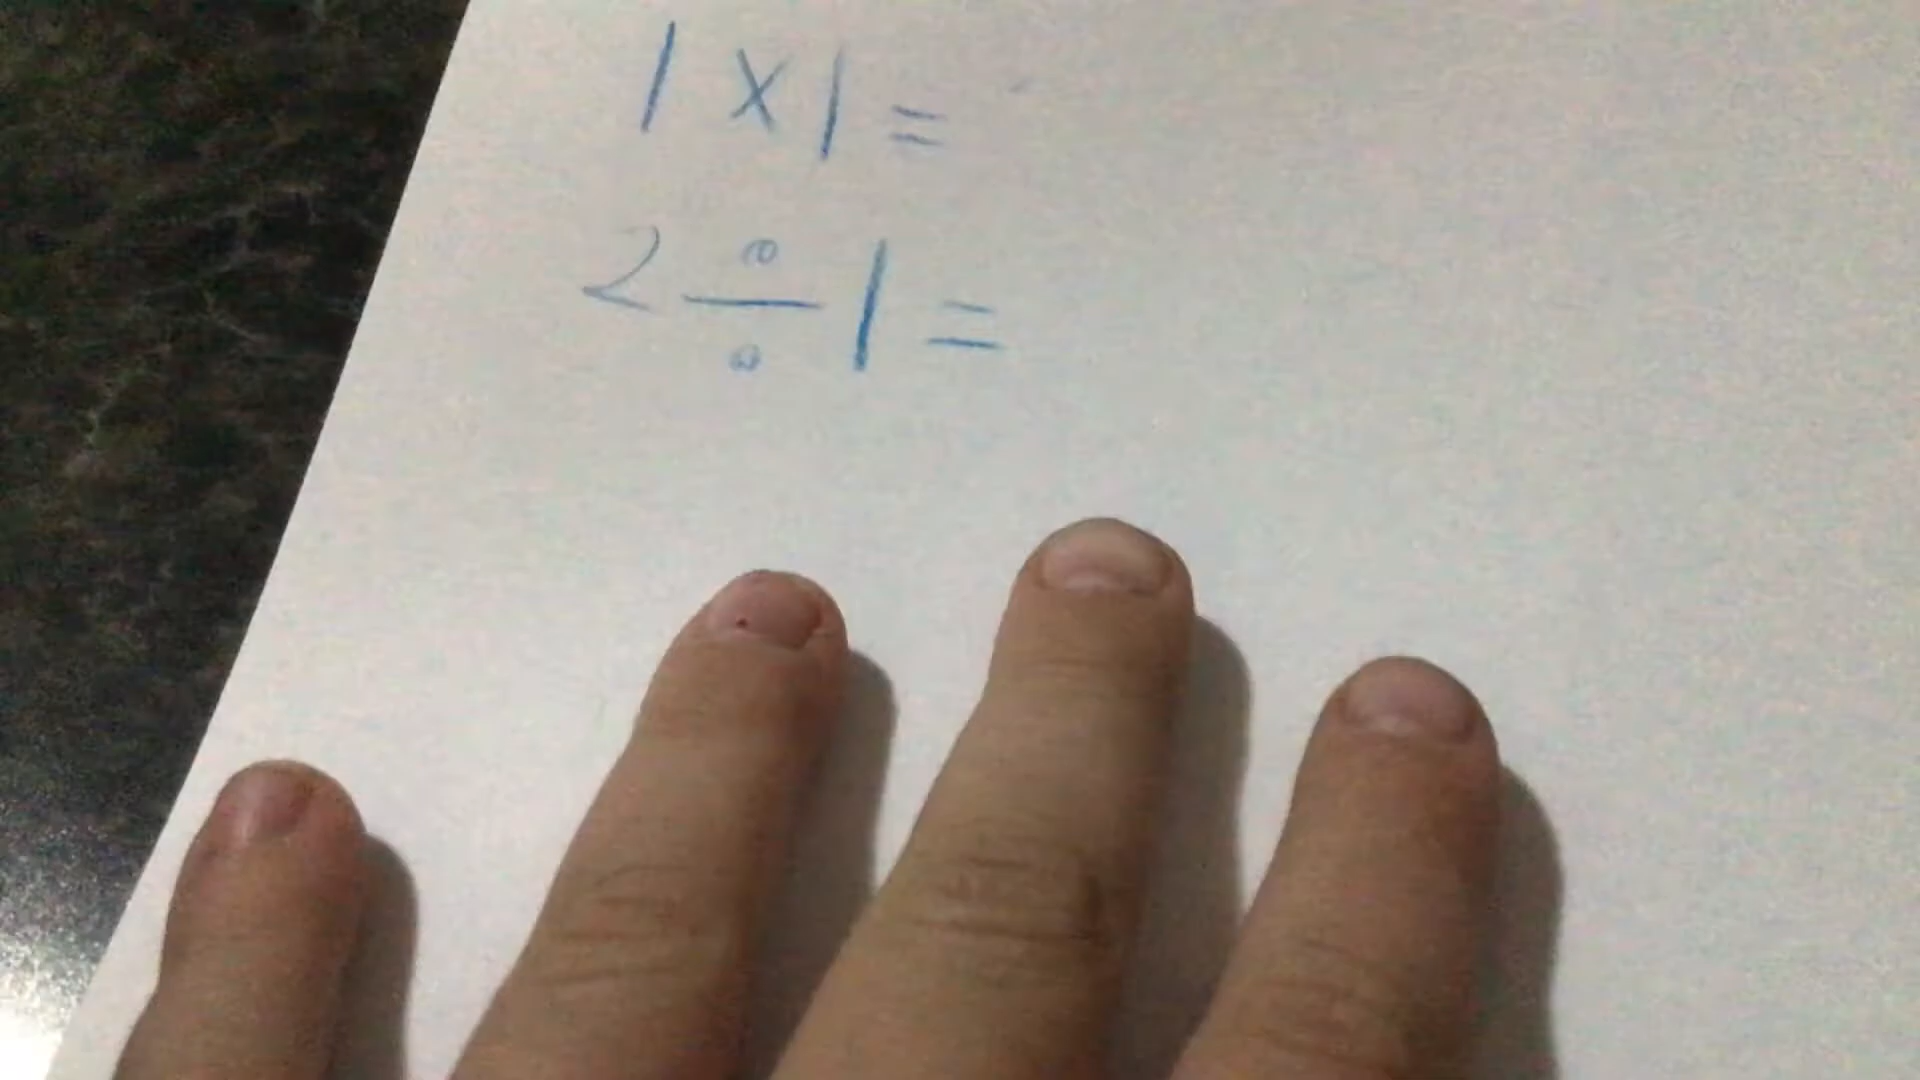 1 x 1 =
2 ÷ 1 =